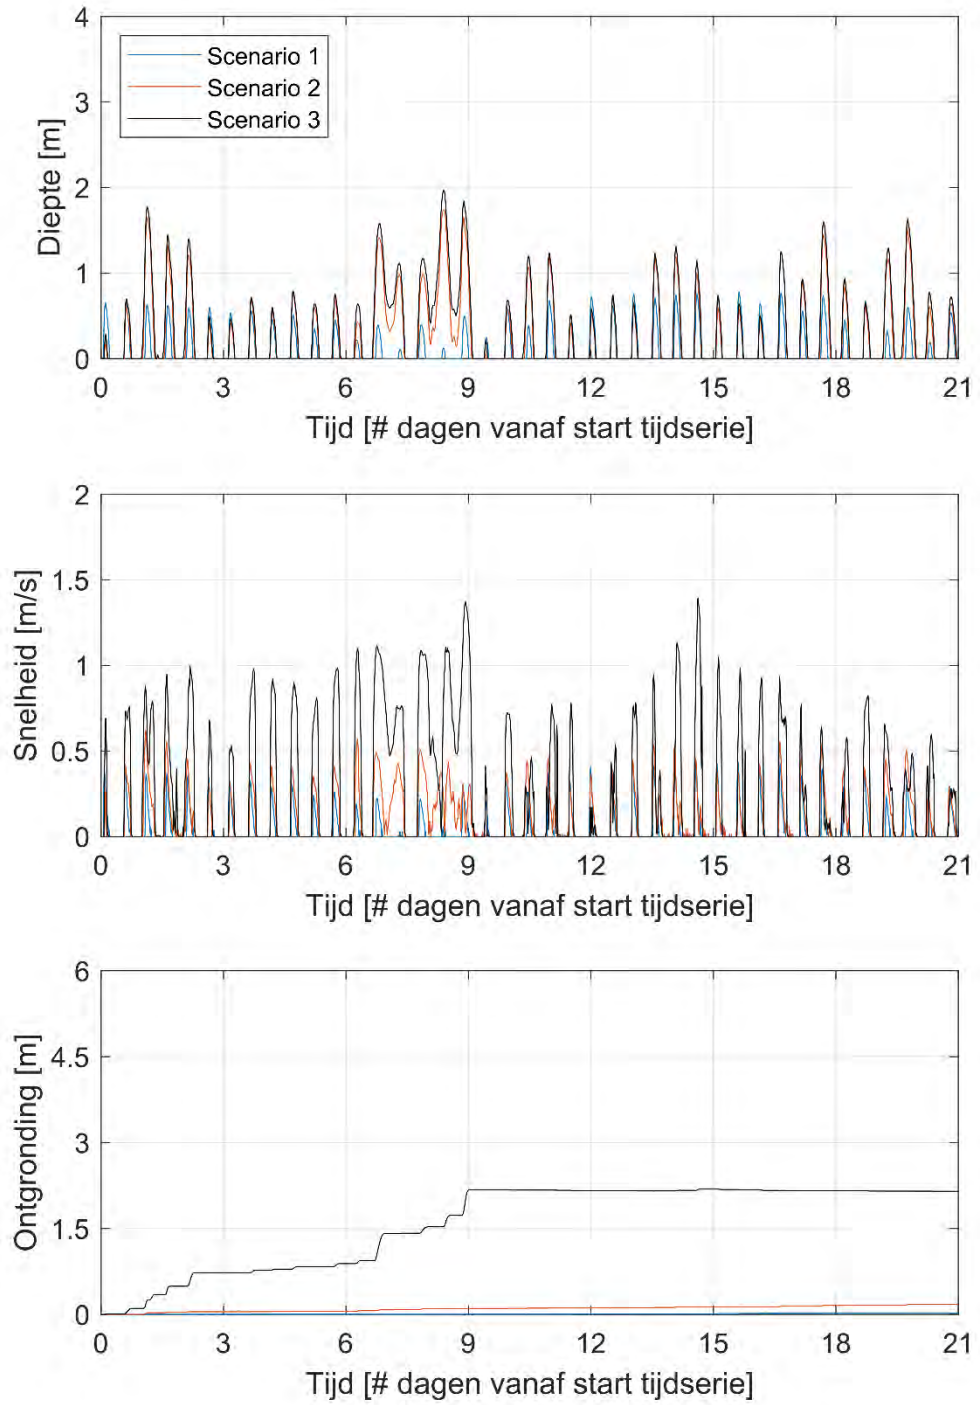 4
3
2
1
0
Diepte [m]
Scenario 1
Scenario 2
Scenario 3
0 3 6 9 12 15 18 21
Tijd [# dagen vanaf start tijdserie]
2
1.5
1
0.5
0
Snelheid [m/s]
0 3 6 9 12 15 18 21
Tijd [# dagen vanaf start tijdserie]
6
4.5
3
1.5
0
Ontgronding [m]
0 3 6 9 12 15 18 21
Tijd [# dagen vanaf start tijdserie]